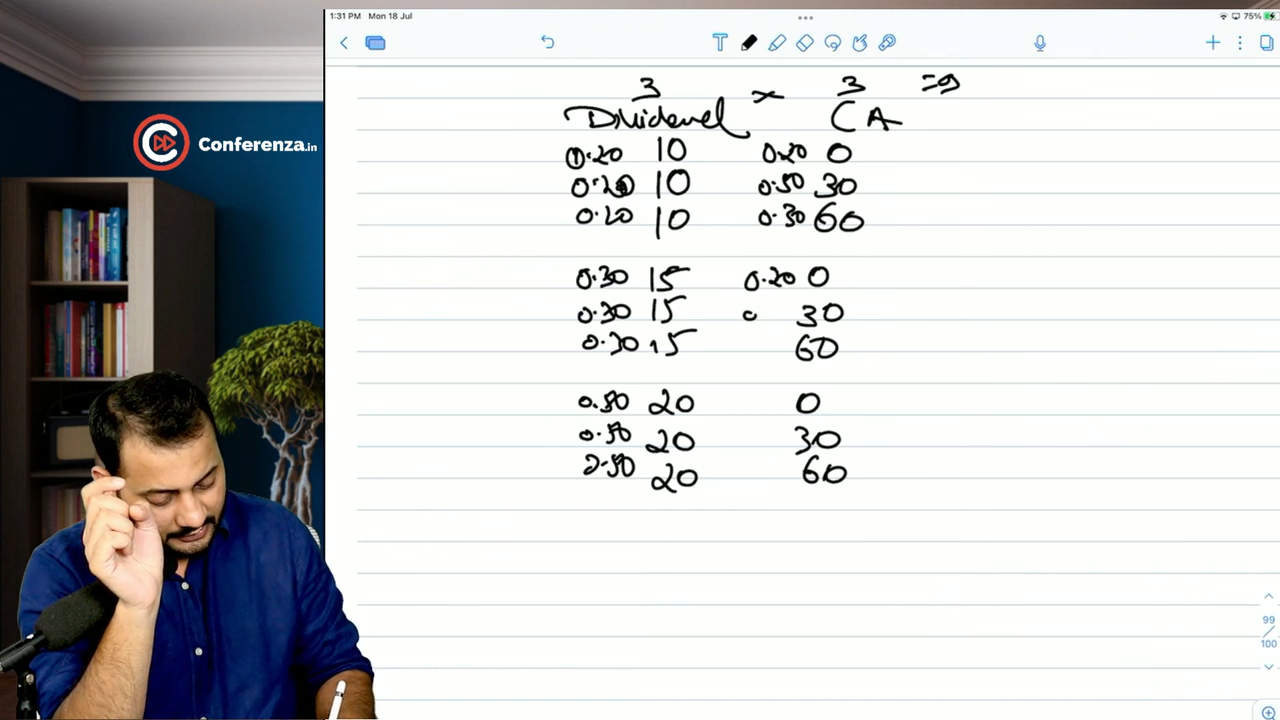 1:31 PM Mon 18 Jul
75%
Conferenza.in
3 × 3 =9
Dividend CA
0.20 10 0.20 0
0.20 10 0.50 30
0.20 10 0.30 60
0.30 15 0.20 0
0.30 15 0 30
0.30 15 60
0.50 20 0
0.50 20 30
0.50 20 60
99
/
100